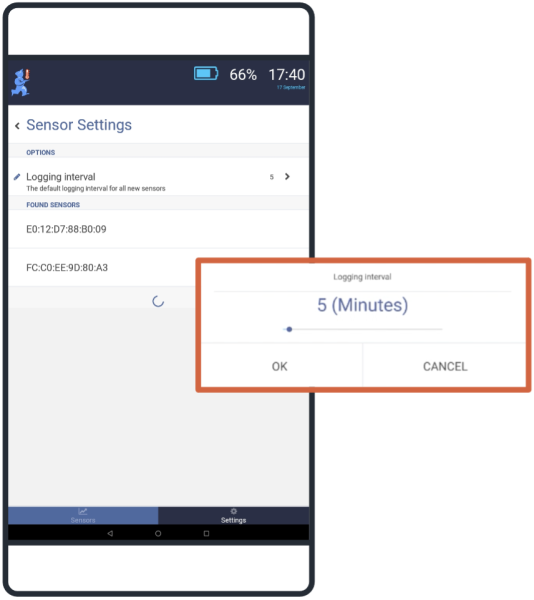 66% 17:40
17 September
Sensor Settings
OPTIONS
Logging interval 5
The default logging interval for all new sensors
FOUND SENSORS
E0:12:D7:88:B0:09
FC:C0:EE:9D:80:A3
Logging interval
5 (Minutes)
OK CANCEL
Sensors Settings